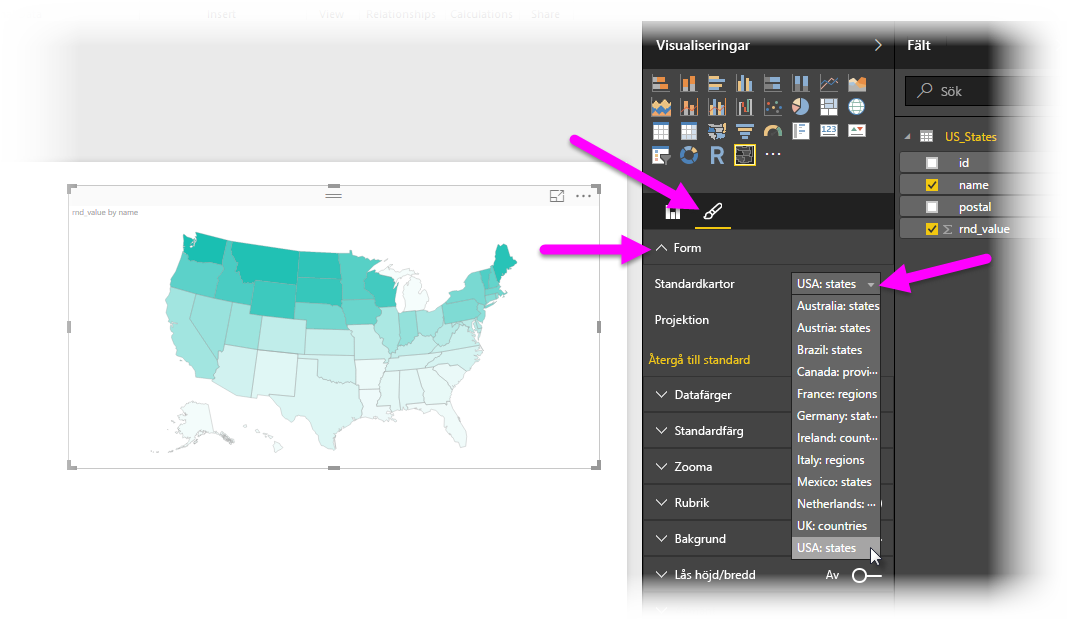 Insert View Relationships Calculations Share
Visualiseringar
Fält
Sök
R
123
US_States
id
name
postal
rnd_value
rnd_value by name
Form
Standardkartor
USA: states
Projektion
Återgå till standard
Datafärger
Standardfärg
Zooma
Rubrik
Bakgrund
Lås höjd/bredd
Av
Australia: states
Austria: states
Brazil: states
Canada: provi...
France: regions
Germany: stat...
Ireland: count...
Italy: regions
Mexico: states
Netherlands: ...
UK: countries
USA: states